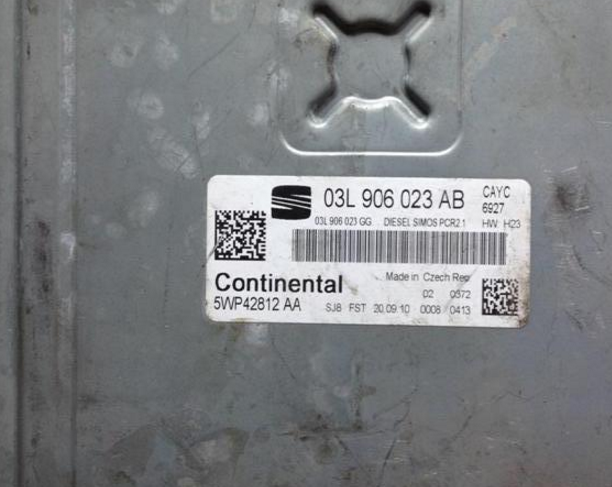 03L 906 023 AB CAYC
6927
03L 906 023 GG DIESEL SIMOS PCR2.1 HW: H23
Continental Made in Czech Rep
02 0372
5WP42812 AA SJB FST 20.09.10 0008 0413